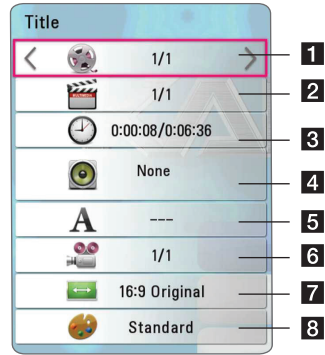 Title
1/1 1
1/1 2
0:00:08/0:06:36 3
None 4
A --- 5
1/1 6
16:9 Original 7
Standard 8